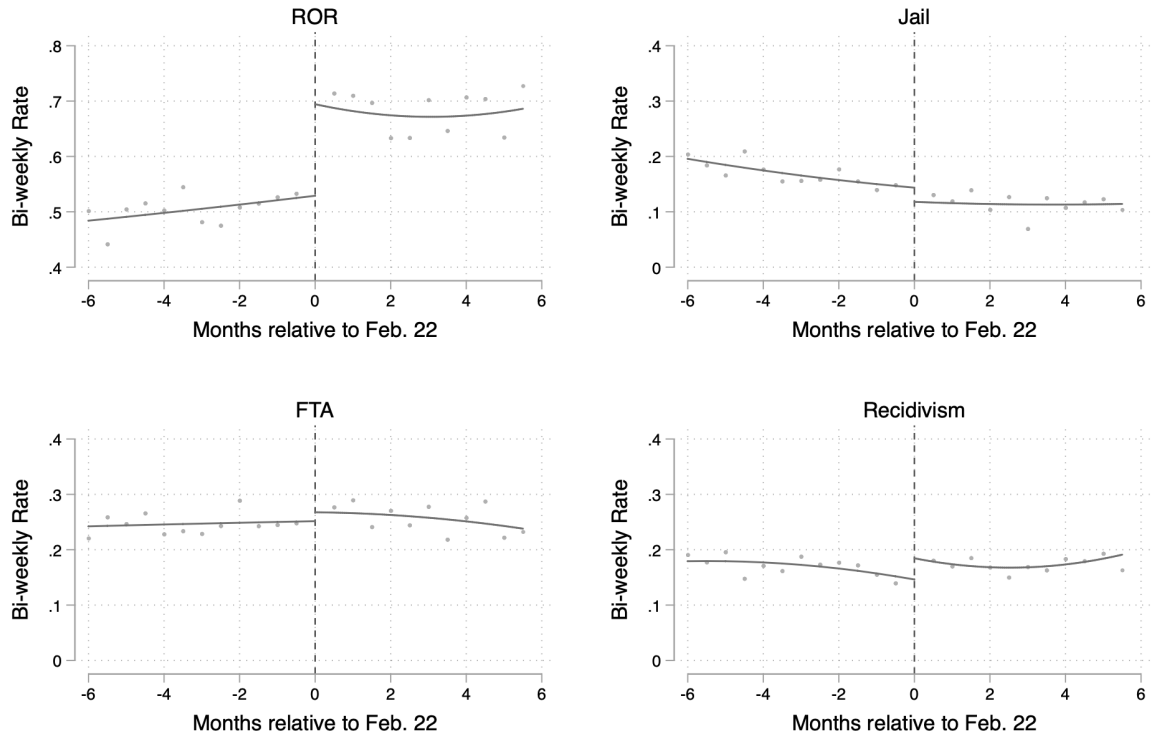 ROR
Bi-weekly Rate
.8
.7
.6
.5
.4
-6 -4 -2 0 2 4 6
Months relative to Feb. 22
Jail
Bi-weekly Rate
.4
.3
.2
.1
0
-6 -4 -2 0 2 4 6
Months relative to Feb. 22
FTA
Bi-weekly Rate
.4
.3
.2
.1
0
-6 -4 -2 0 2 4 6
Months relative to Feb. 22
Recidivism
Bi-weekly Rate
.4
.3
.2
.1
0
-6 -4 -2 0 2 4 6
Months relative to Feb. 22